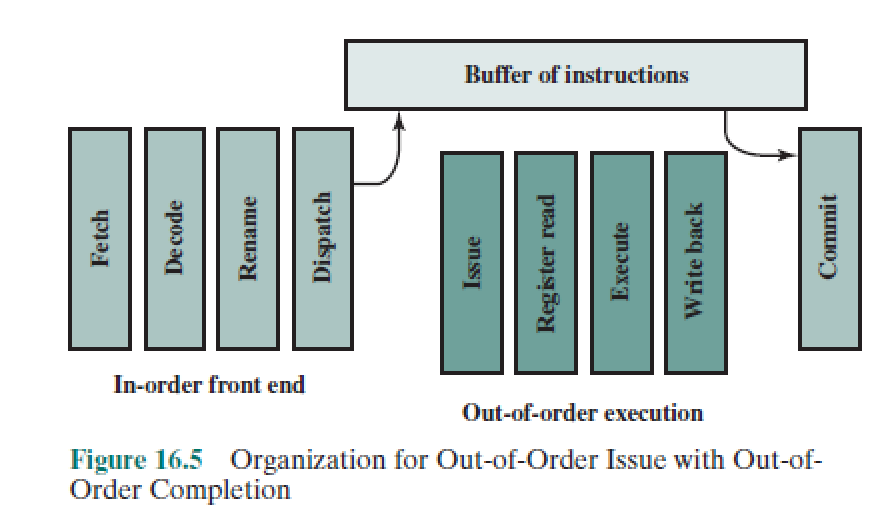 Buffer of instructions
Fetch
Decode
Rename
Dispatch
Issue
Register read
Execute
Write back
Commit
In-order front end
Out-of-order execution
Figure 16.5 Organization for Out-of-Order Issue with Out-of-
Order Completion